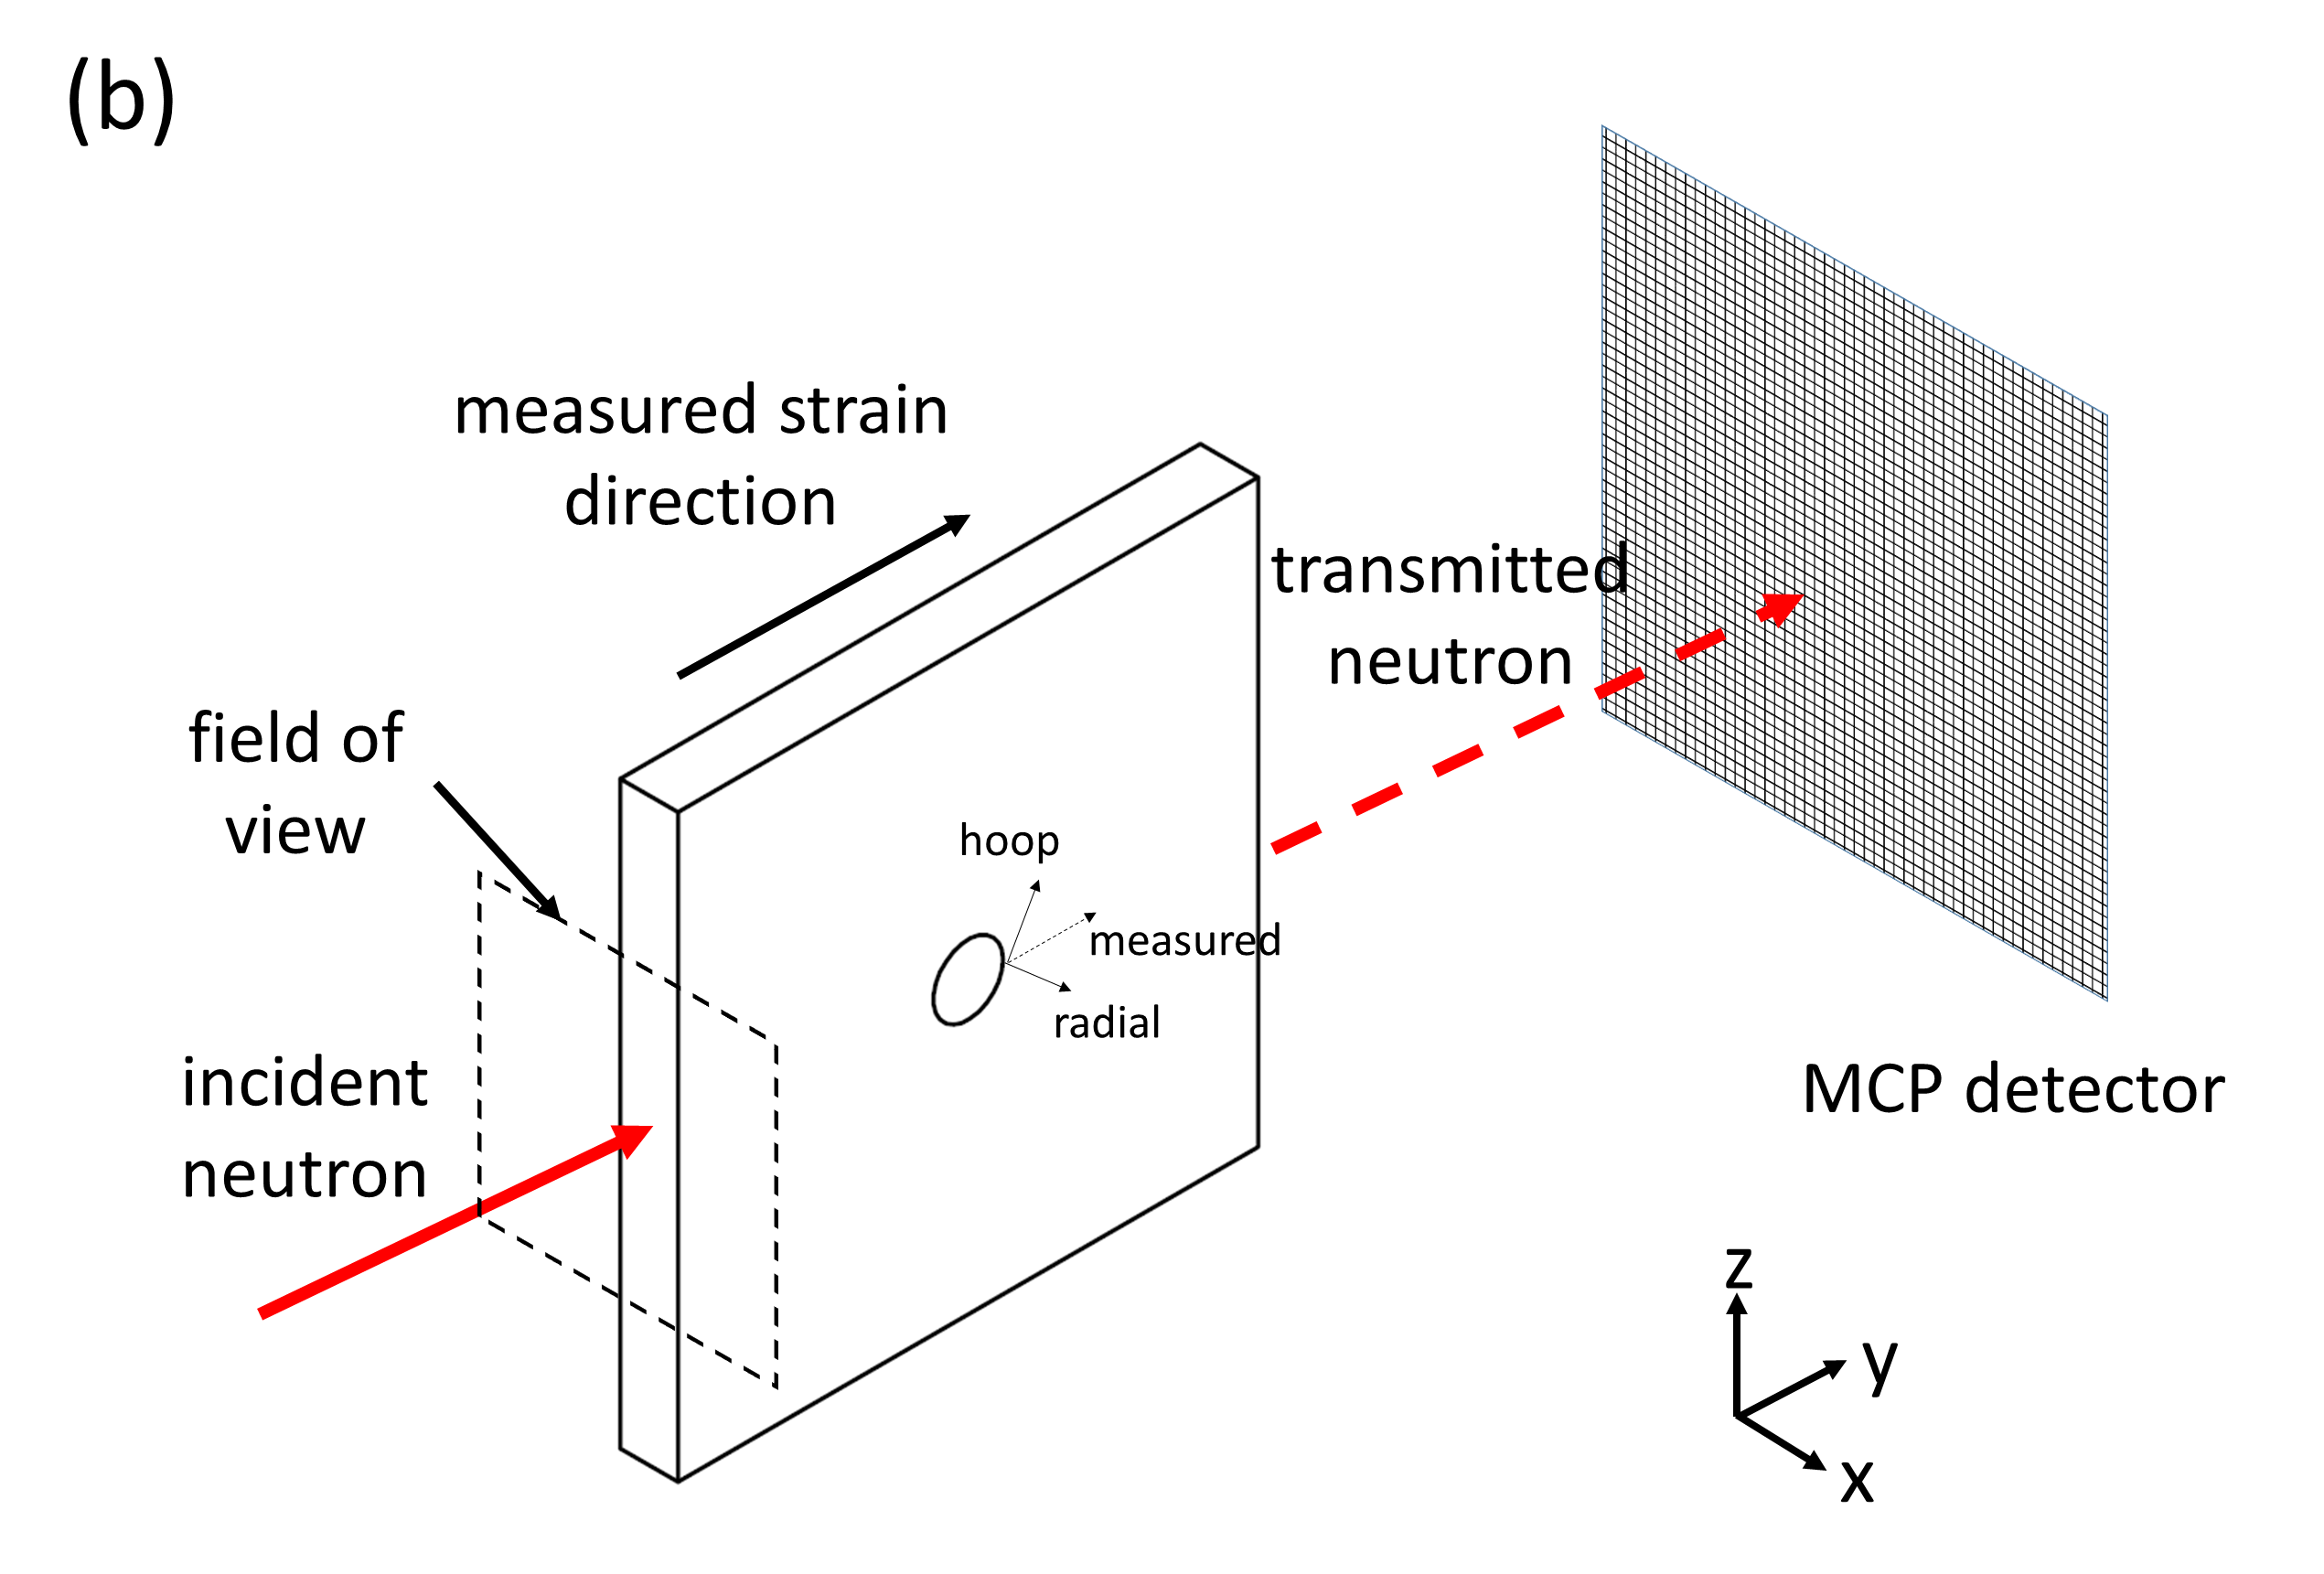 (b)
measured strain
direction
transmitted
neutron
field of
view
hoop
measured
radial
incident
neutron
MCP detector
z
y
x